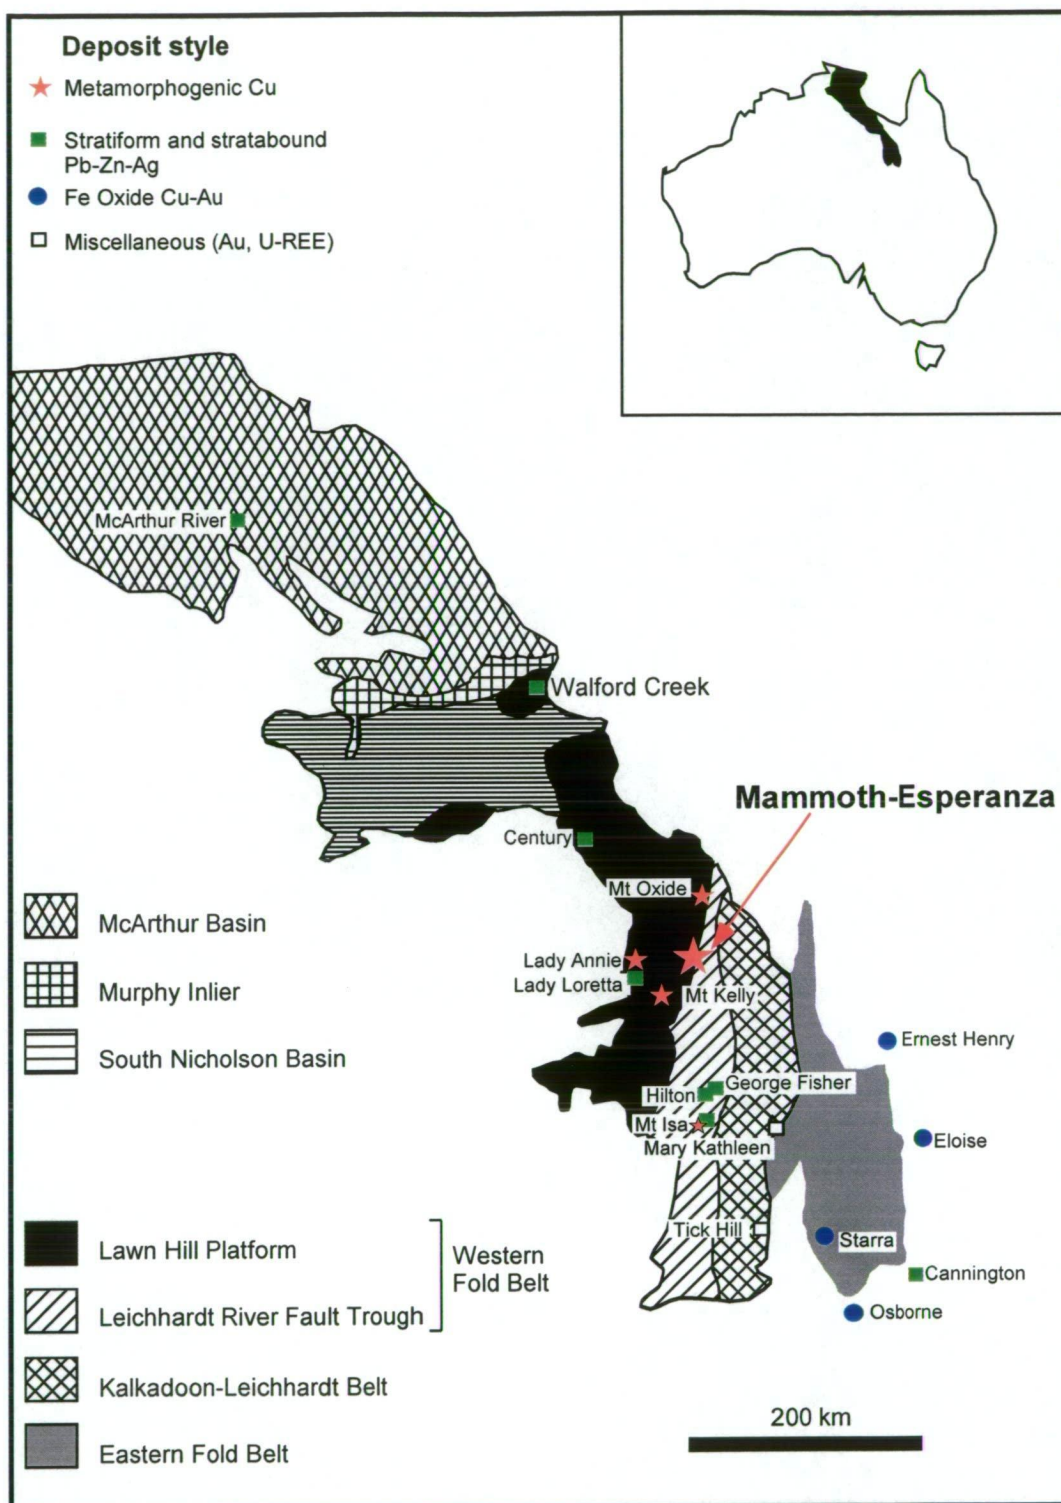 Deposit style
Metamorphogenic Cu
Stratiform and stratabound
Pb-Zn-Ag
Fe Oxide Cu-Au
Miscellaneous (Au, U-REE)
McArthur River
Walford Creek
Mammoth-Esperanza
Century
Mt Oxide
Lady Annie
Lady Loretta
Mt Kelly
Ernest Henry
George Fisher
Hilton
Mt Isa
Eloise
Mary Kathleen
Tick Hill
Starra
Cannington
Osborne
McArthur Basin
Murphy Inlier
South Nicholson Basin
Lawn Hill Platform
Leichhardt River Fault Trough
Western
Fold Belt
Kalkadoon-Leichhardt Belt
Eastern Fold Belt
200 km